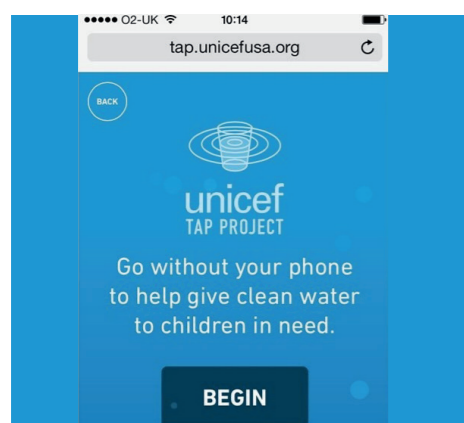 ●●●●● O2-UK 10:14
tap.unicefusa.org
BACK
unicef
TAP PROJECT
Go without your phone
to help give clean water
to children in need.
BEGIN